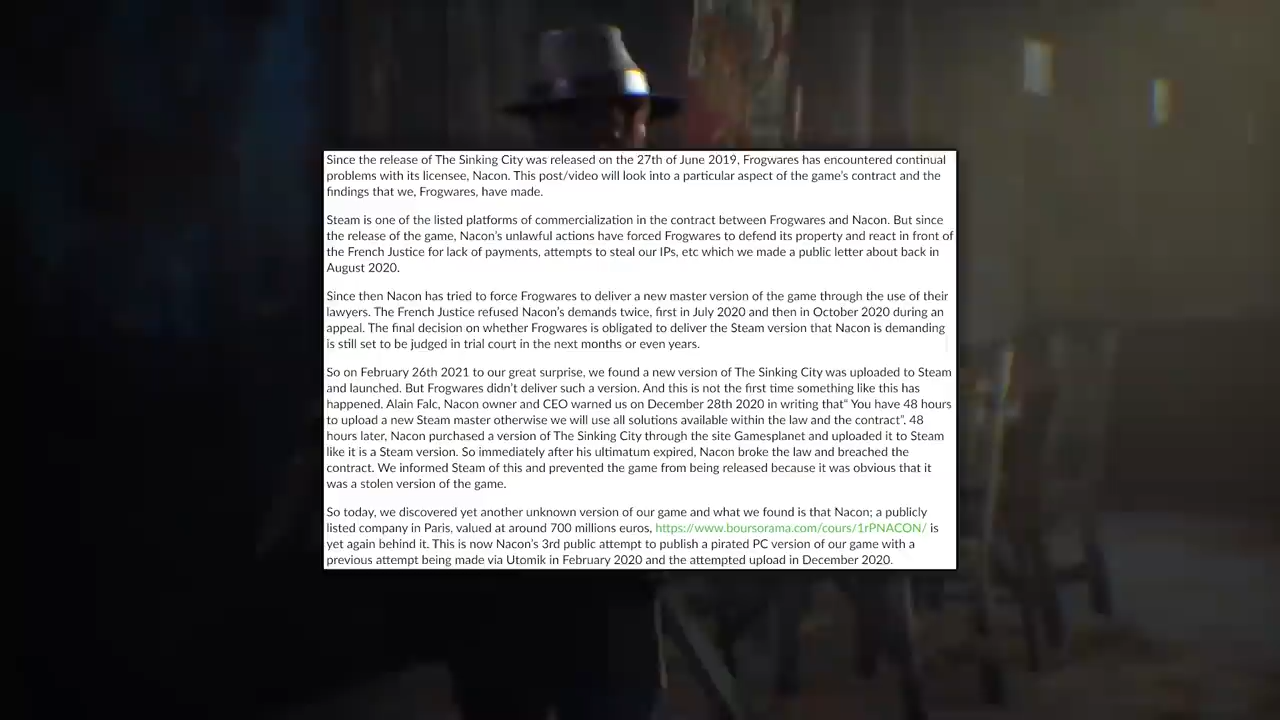 Since the release of The Sinking City was released on the 27th of June 2019, Frogwares has encountered continual
problems with its licensee, Nacon. This post/video will look into a particular aspect of the game's contract and the
findings that we, Frogwares, have made.
Steam is one of the listed platforms of commercialization in the contract between Frogwares and Nacon. But since
the release of the game, Nacon's unlawful actions have forced Frogwares to defend its property and react in front of
the French Justice for lack of payments, attempts to steal our IPs, etc which we made a public letter about back in
August 2020.
Since then Nacon has tried to force Frogwares to deliver a new master version of the game through the use of their
lawyers. The French Justice refused Nacon's demands twice, first in July 2020 and then in October 2020 during an
appeal. The final decision on whether Frogwares is obligated to deliver the Steam version that Nacon is demanding
is still set to be judged in trial court in the next months or even years.
So on February 26th 2021 to our great surprise, we found a new version of The Sinking City was uploaded to Steam
and launched. But Frogwares didn't deliver such a version. And this is not the first time something like this has
happened. Alain Falc, Nacon owner and CEO warned us on December 28th 2020 in writing that“ You have 48 hours
to upload a new Steam master otherwise we will use all solutions available within the law and the contract”. 48
hours later, Nacon purchased a version of The Sinking City through the site Gamesplanet and uploaded it to Steam
like it is a Steam version. So immediately after his ultimatum expired, Nacon broke the law and breached the
contract. We informed Steam of this and prevented the game from being released because it was obvious that it
was a stolen version of the game.
So today, we discovered yet another unknown version of our game and what we found is that Nacon; a publicly
listed company in Paris, valued at around 700 millions euros, https://www.boursorama.com/cours/1rPNACON/ is
yet again behind it. This is now Nacon's 3rd public attempt to publish a pirated PC version of our game with a
previous attempt being made via Utomik in February 2020 and the attempted upload in December 2020.